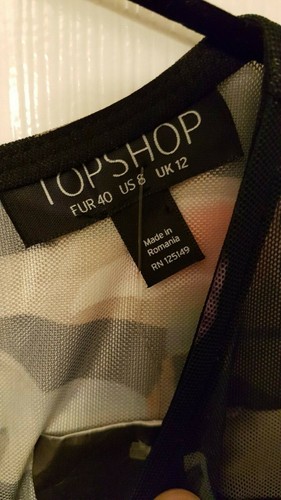 TOPSHOP
EUR 40 US 8 UK 12
Made in
Romania
RN 125149